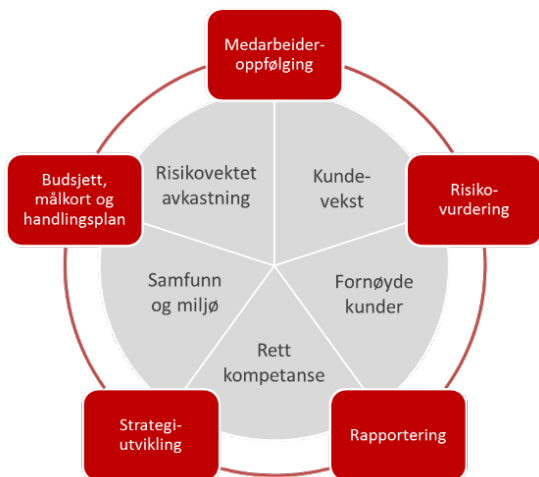 Medarbeider-
oppfølging
Budsjett,
målkort og
handlingsplan
Risikovektet
avkastning
Kunde-
vekst
Risiko-
vurdering
Samfunn
og miljø
Fornøyde
kunder
Rett
kompetanse
Strategi-
utvikling
Rapportering